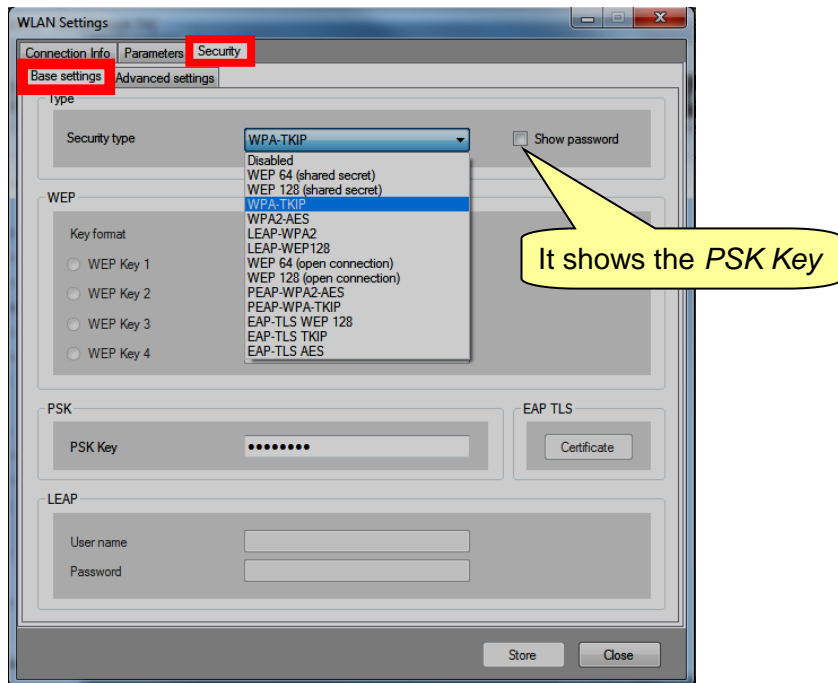 WLAN Settings
Connection Info Parameters Security
Base settings Advanced settings
Type
Security type WPA-TKIP Show password
Disabled
WEP 64 (shared secret)
WEP 128 (shared secret)
WPA-TKIP
WPA2-AES
LEAP-WPA2
LEAP-WEP128
WEP 64 (open connection)
WEP 128 (open connection)
PEAP-WPA2-AES
PEAP-WPA-TKIP
EAP-TLS WEP 128
EAP-TLS TKIP
EAP-TLS AES
It shows the PSK Key
WEP
Key format
WEP Key 1
WEP Key 2
WEP Key 3
WEP Key 4
PSK
PSK Key ••••••••
EAP TLS
Certificate
LEAP
User name
Password
Store Close